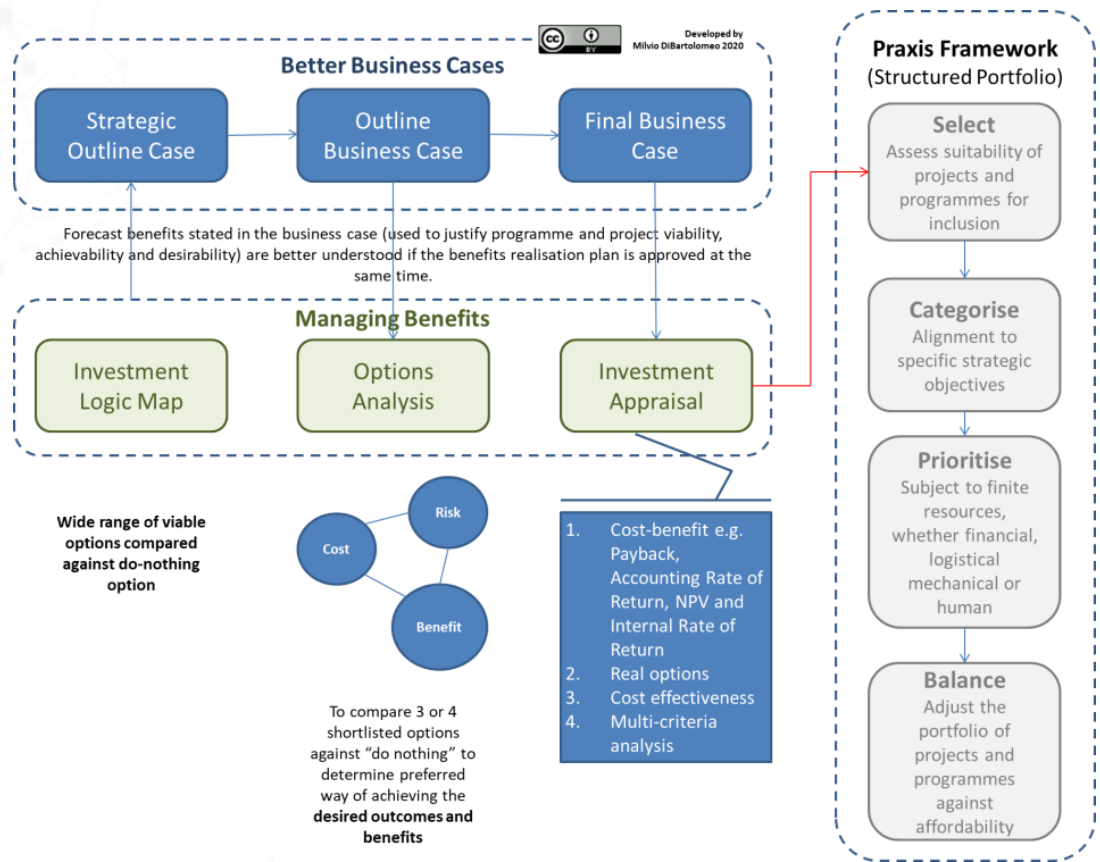 cc
BY
Developed by
Milvio DiBartolomeo 2020
Better Business Cases
Strategic
Outline Case
Outline
Business Case
Final Business
Case
Forecast benefits stated in the business case (used to justify programme and project viability,
achievability and desirability) are better understood if the benefits realisation plan is approved at the
same time.
Managing Benefits
Investment
Logic Map
Options
Analysis
Investment
Appraisal
Wide range of viable
options compared
against do-nothing
option
Risk
Cost
Benefit
To compare 3 or 4
shortlisted options
against “do nothing” to
determine preferred
way of achieving the
desired outcomes and
benefits
1. Cost-benefit e.g.
Payback,
Accounting Rate of
Return, NPV and
Internal Rate of
Return
2. Real options
3. Cost effectiveness
4. Multi-criteria
analysis
Praxis Framework
(Structured Portfolio)
Select
Assess suitability of
projects and
programmes for
inclusion
Categorise
Alignment to
specific strategic
objectives
Prioritise
Subject to finite
resources,
whether financial,
logistical
mechanical or
human
Balance
Adjust the
portfolio of
projects and
programmes
against
affordability